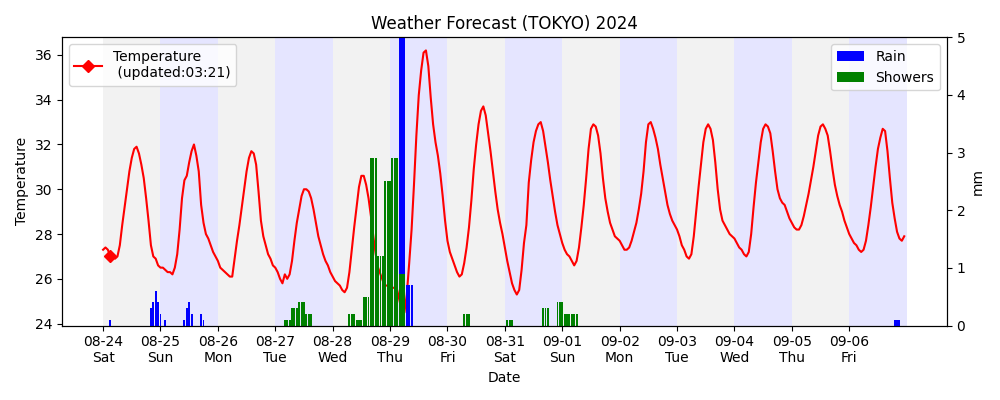 Weather Forecast (TOKYO) 2024
Temperature
(updated:03:21)
Rain
Showers
Temperature
36
34
32
30
28
26
24
5
4
3
2
1
0
mm
08-24 08-25 08-26 08-27 08-28 08-29 08-30 08-31 09-01 09-02 09-03 09-04 09-05 09-06
Sat Sun Mon Tue Wed Thu Fri Sat Sun Mon Tue Wed Thu Fri
Date